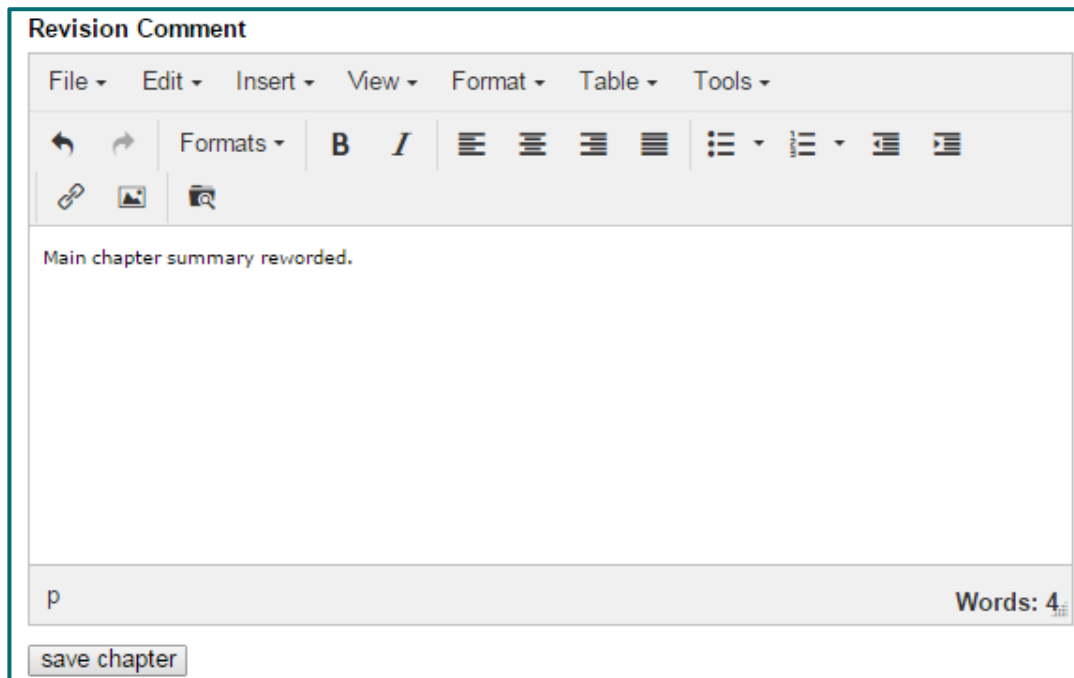 Revision Comment
File Edit Insert View Format Table Tools
Formats B I
Main chapter summary reworded.
p Words: 4
save chapter